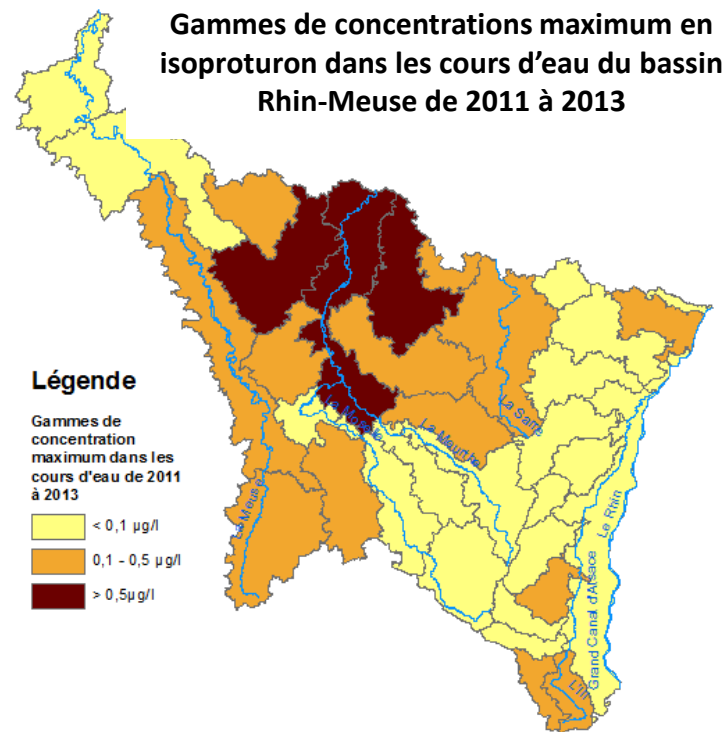 Gammes de concentrations maximum en
isoproturon dans les cours d'eau du bassin
Rhin-Meuse de 2011 à 2013
Légende
Gammes de
concentration
maximum dans les
cours d'eau de 2011
à 2013
< 0,1 µg/l
0,1 - 0,5 µg/l
> 0,5µg/l
La Meuse
La Moselle
La Meurthe
La Sarre
Le Rhin
Grand Canal d'Alsace
L'Ill